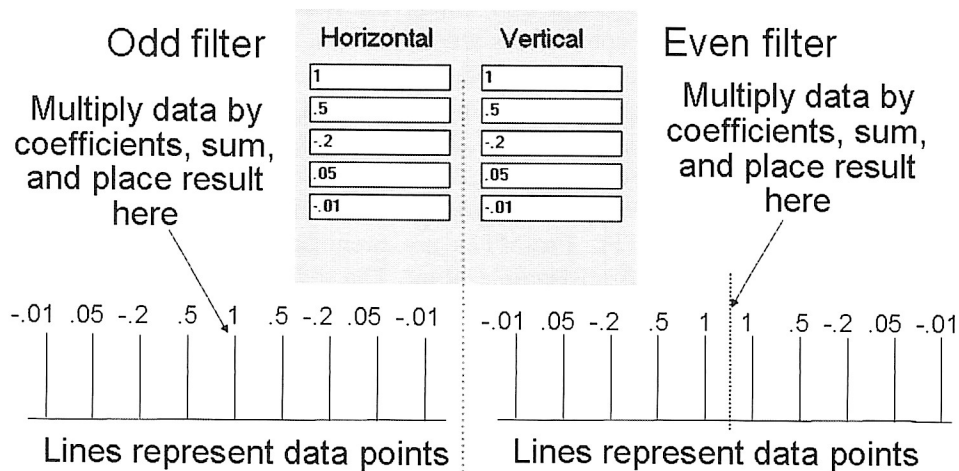 Odd filter
Multiply data by
coefficients, sum,
and place result
here
Horizontal
1
.5
-.2
.05
-.01
Vertical
1
.5
-.2
.05
-.01
Even filter
Multiply data by
coefficients, sum,
and place result
here
-.01 .05 -.2 .5 1 .5 -.2 .05 -.01
Lines represent data points
-.01 .05 -.2 .5 1 1 .5 -.2 .05 -.01
Lines represent data points